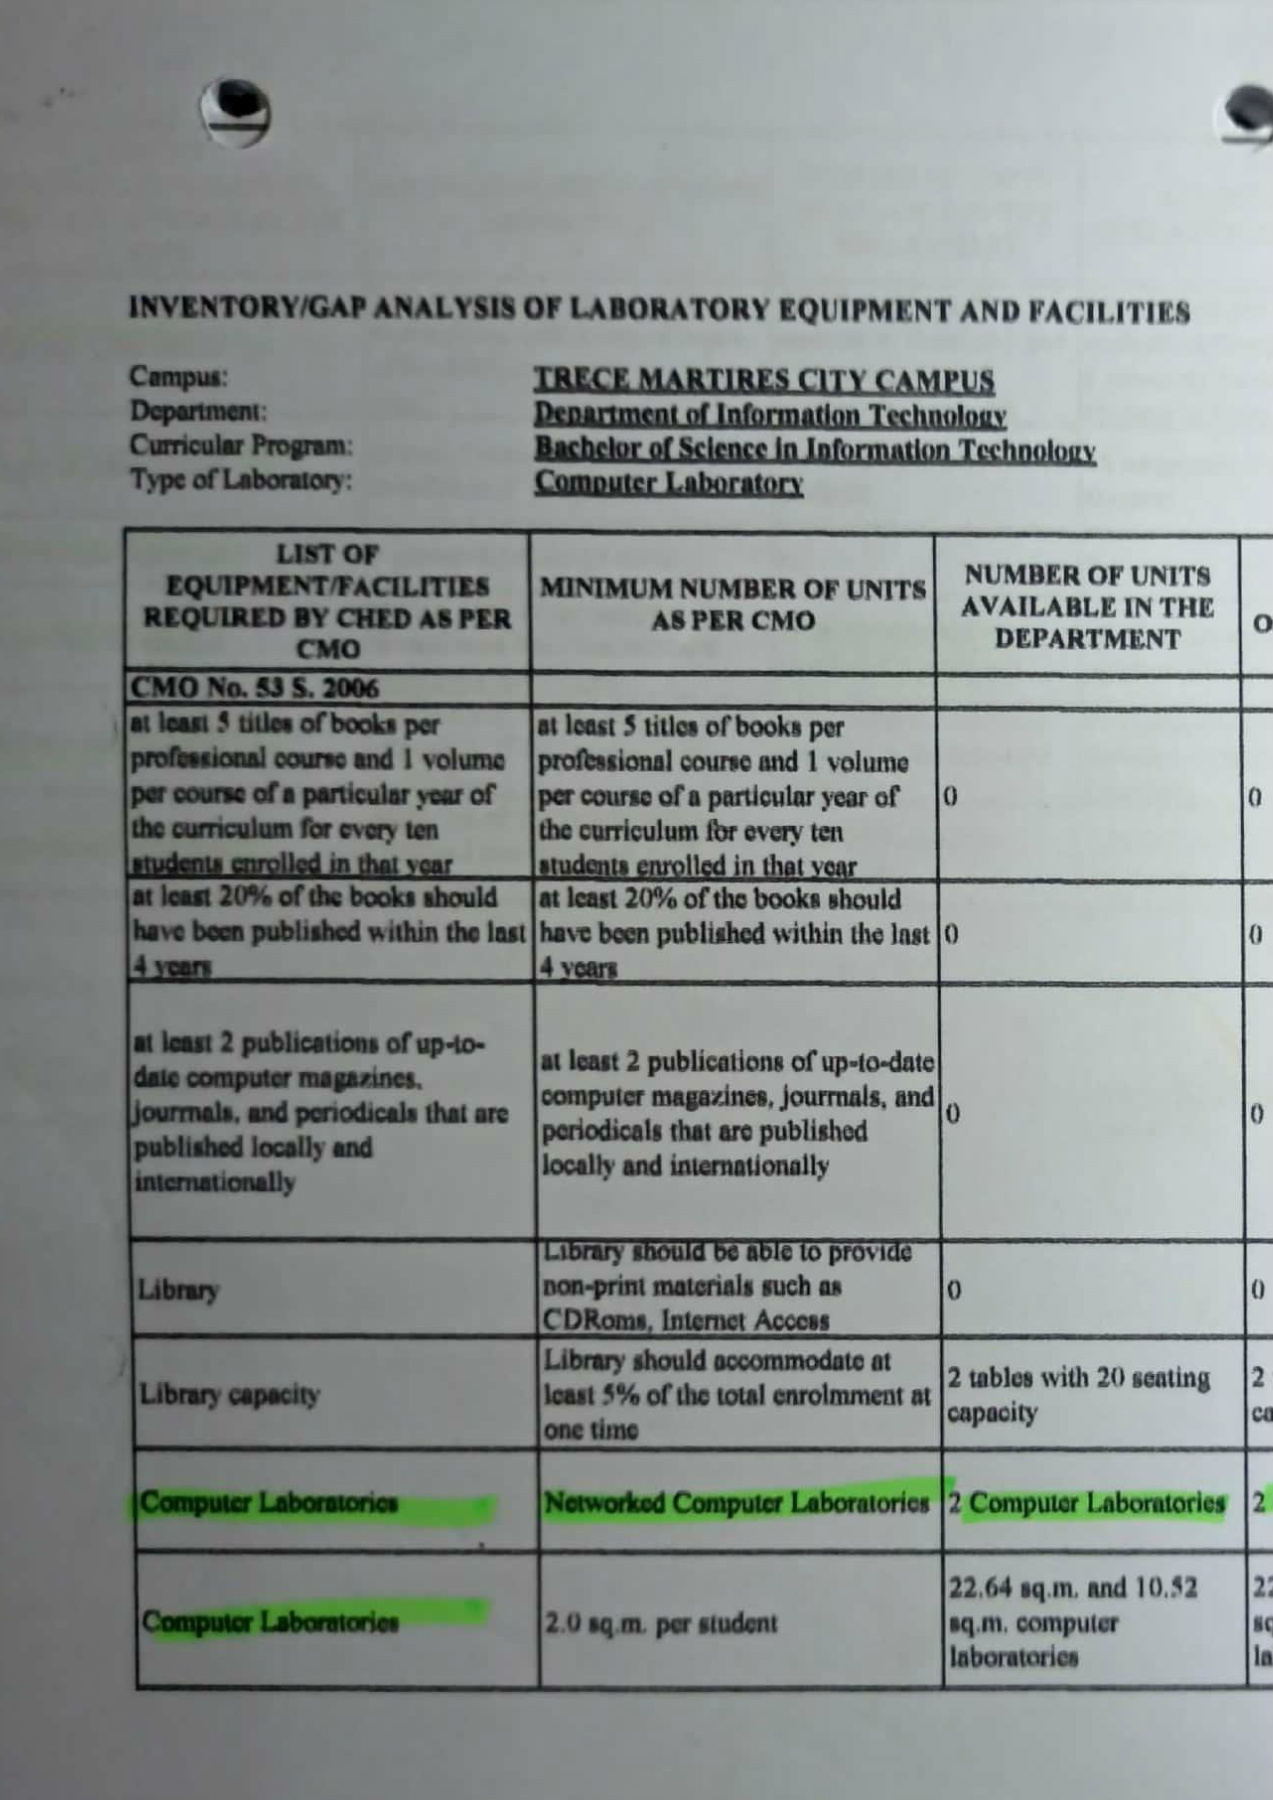 INVENTORY/GAP ANALYSIS OF LABORATORY EQUIPMENT AND FACILITIES
Campus: TRECE MARTIRES CITY CAMPUS
Department: Department of Information Technology
Curricular Program: Bachelor of Science in Information Technology
Type of Laboratory: Computer Laboratory
LIST OF
EQUIPMENT/FACILITIES
REQUIRED BY CHED AS PER
CMO
MINIMUM NUMBER OF UNITS
AS PER CMO
NUMBER OF UNITS
AVAILABLE IN THE
DEPARTMENT
O
CMO No. 53 S. 2006
at least 5 titles of books per
professional course and 1 volume
per course of a particular year of
the curriculum for every ten
students enrolled in that year
at least 5 titles of books per
professional course and 1 volume
per course of a particular year of
the curriculum for every ten
students enrolled in that year
0
0
at least 20% of the books should
have been published within the last
4 years
at least 20% of the books should
have been published within the last
4 years
0
0
at least 2 publications of up-to-
date computer magazines,
jourrnals, and periodicals that are
published locally and
internationally
at least 2 publications of up-to-date
computer magazines, jourrnals, and
periodicals that are published
locally and internationally
0
0
Library
Library should be able to provide
non-print materials such as
CDRoms, Internet Access
0
0
Library capacity
Library should accommodate at
least 5% of the total enrolmment at
one time
2 tables with 20 seating
capacity
2
ca
Computer Laboratories
Networked Computer Laboratories
2 Computer Laboratories
2
Computer Laboratories
2.0 sq.m. per student
22.64 sq.m. and 10.52
sq.m. computer
laboratories
22
sq
la